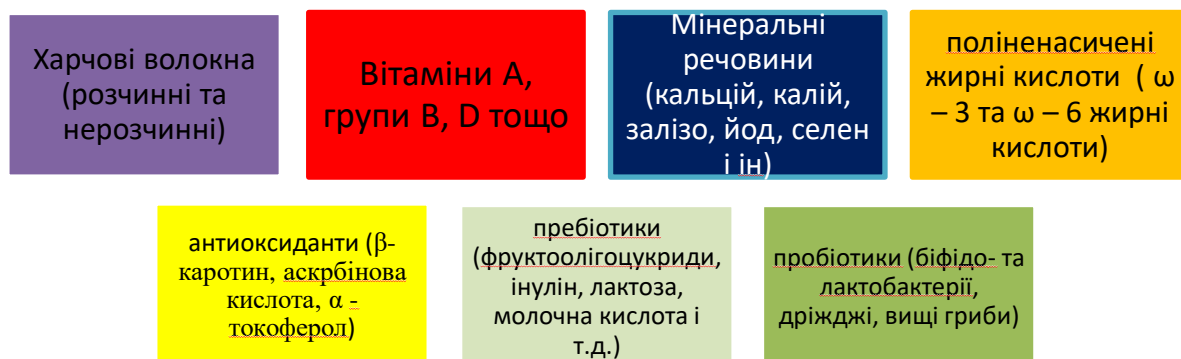 Харчові волокна
(розчинні та
нерозчинні)
Вітаміни А,
групи В, D тощо
Мінеральні
речовини
(кальцій, калій,
залізо, йод, селен
і ін)
поліненасичені
жирні кислоти ( ω
– 3 та ω – 6 жирні
кислоти)
антиоксиданти (β-
каротин, аскрбінова
кислота, α -
токоферол)
пребіотики
(фруктоолігоцукриди,
інулін, лактоза,
молочна кислота і
т.д.)
пробіотики (біфідо- та
лактобактерії,
дріжджі, вищі гриби)